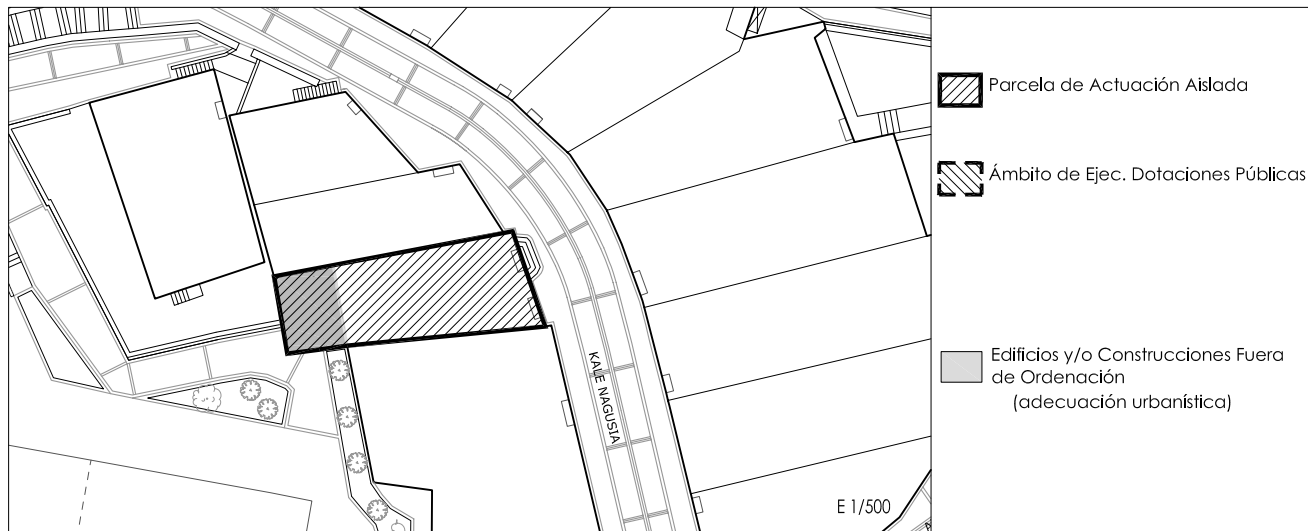 Parcela de Actuación Aislada
Ámbito de Ejec. Dotaciones Públicas
Edificios y/o Construcciones Fuera
de Ordenación
(adecuación urbanística)
KALE NAGUSIA
E 1/500